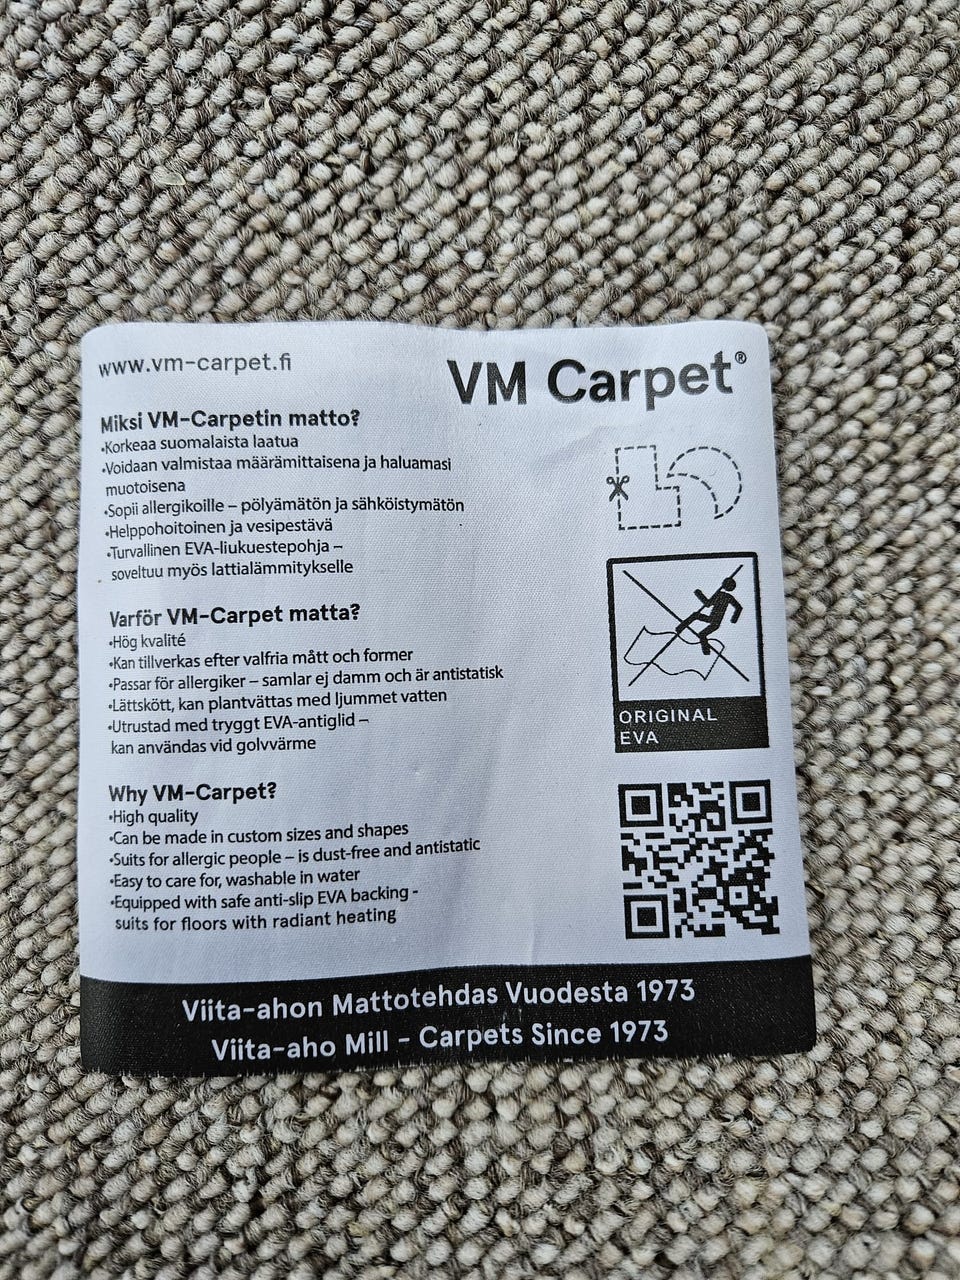 www.vm-carpet.fi
VM Carpet®
Miksi VM-Carpetin matto?
•Korkeaa suomalaista laatua
•Voidaan valmistaa määrämittaisena ja haluamasi
muotoisena
•Sopii allergikoille – pölyämätön ja sähköistymätön
•Helppohoitoinen ja vesipestävä
•Turvallinen EVA-liukuestepohja –
soveltuu myös lattialämmitykselle
Varför VM-Carpet matta?
•Hög kvalité
•Kan tillverkas efter valfria mått och former
•Passar för allergiker – samlar ej damm och är antistatisk
•Lättskött, kan plantvättas med ljummet vatten
•Utrustad med tryggt EVA-antiglid –
kan användas vid golvvärme
Why VM-Carpet?
•High quality
•Can be made in custom sizes and shapes
•Suits for allergic people – is dust-free and antistatic
•Easy to care for, washable in water
•Equipped with safe anti-slip EVA backing -
suits for floors with radiant heating
ORIGINAL
EVA
Viita-ahon Mattotehdas Vuodesta 1973
Viita-aho Mill - Carpets Since 1973